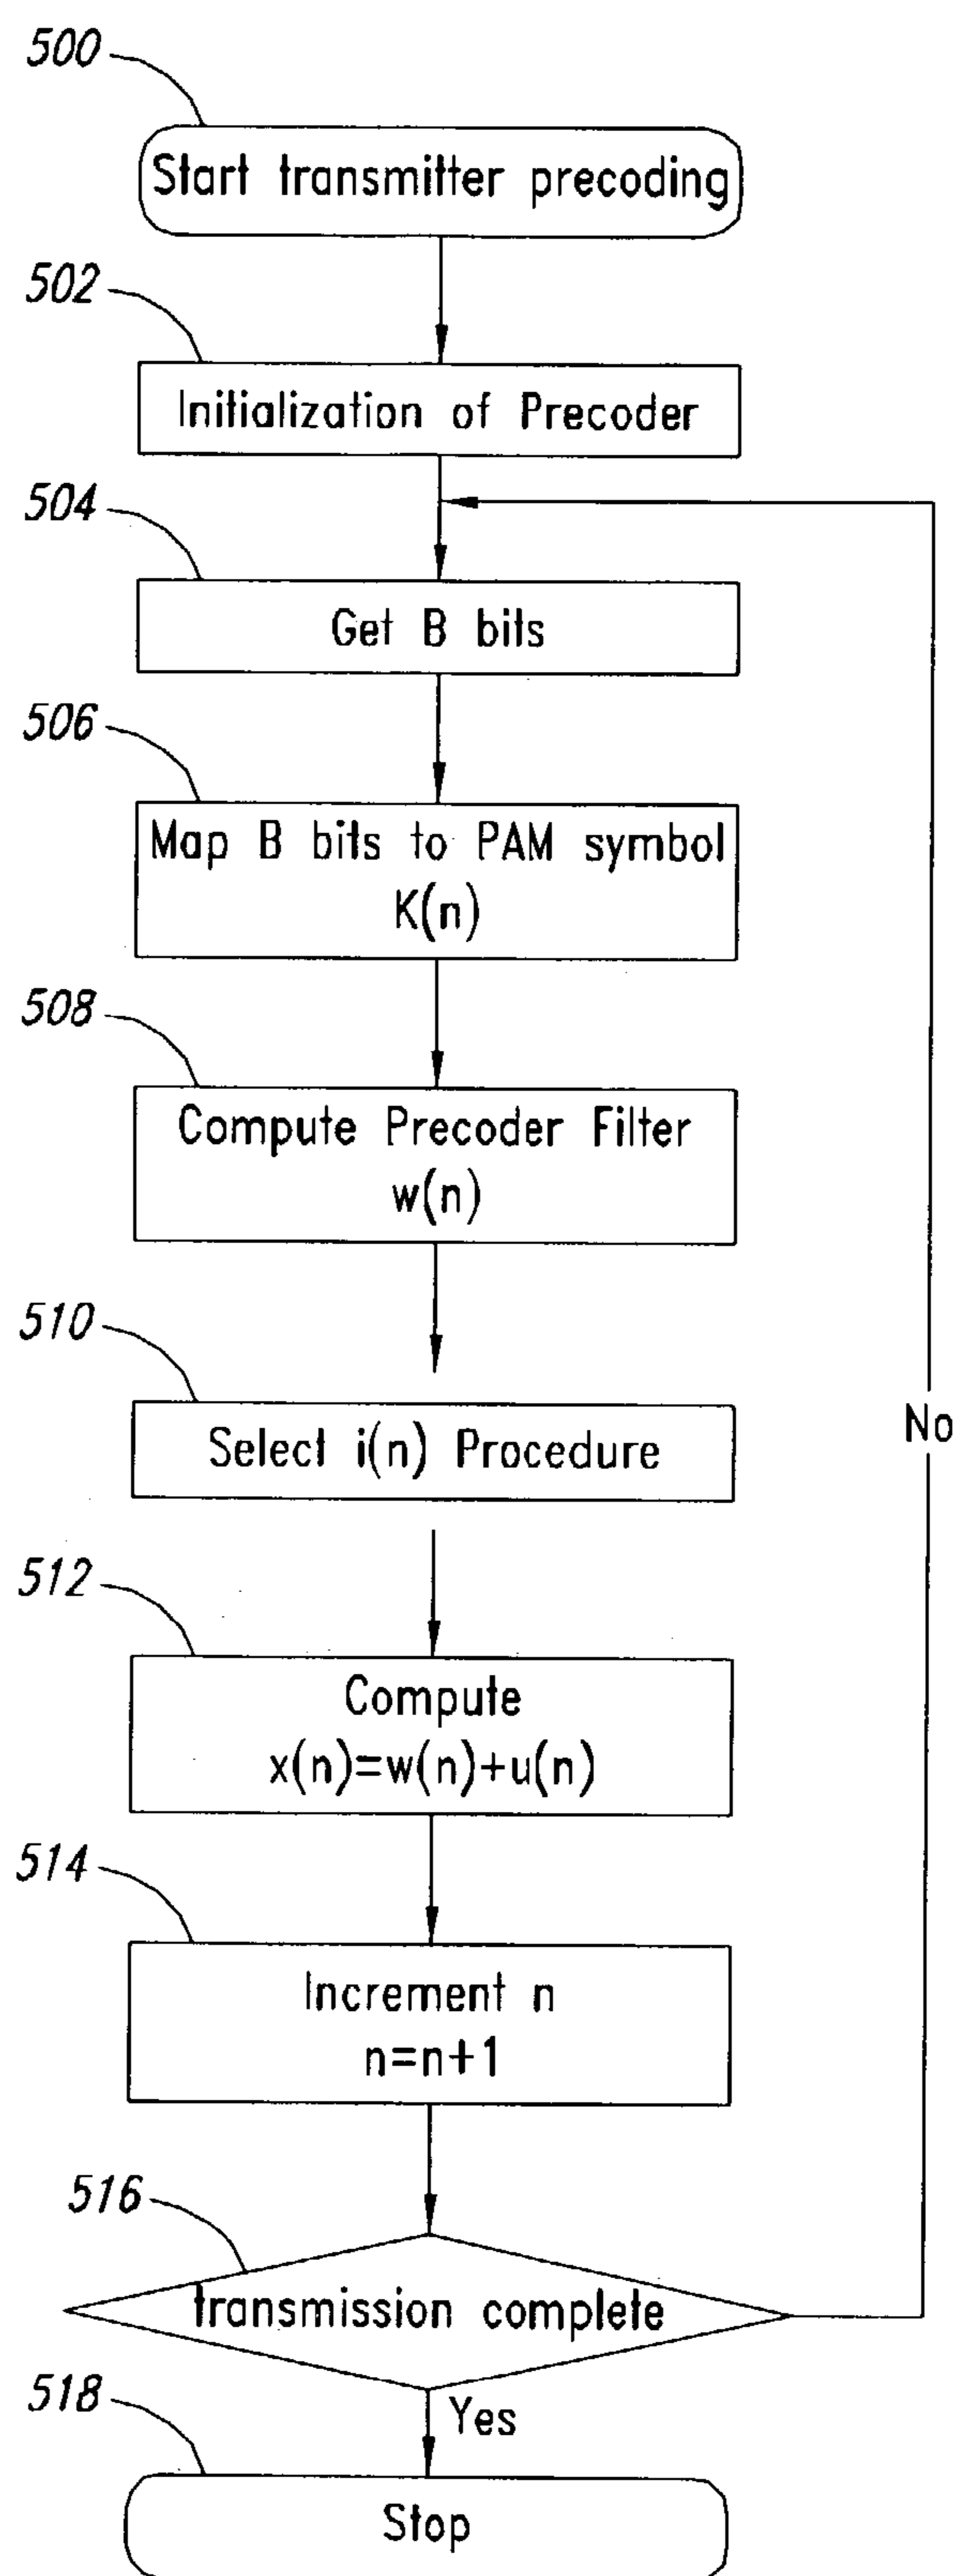 500
Start transmitter precoding
502
Initialization of Precoder
504
Get B bits
506
Map B bits to PAM symbol
K(n)
508
Compute Precoder Filter
w(n)
510
Select i(n) Procedure
No
512
Compute
x(n)=w(n)+u(n)
514
Increment n
n=n+1
516
transmission complete
518
Yes
Stop